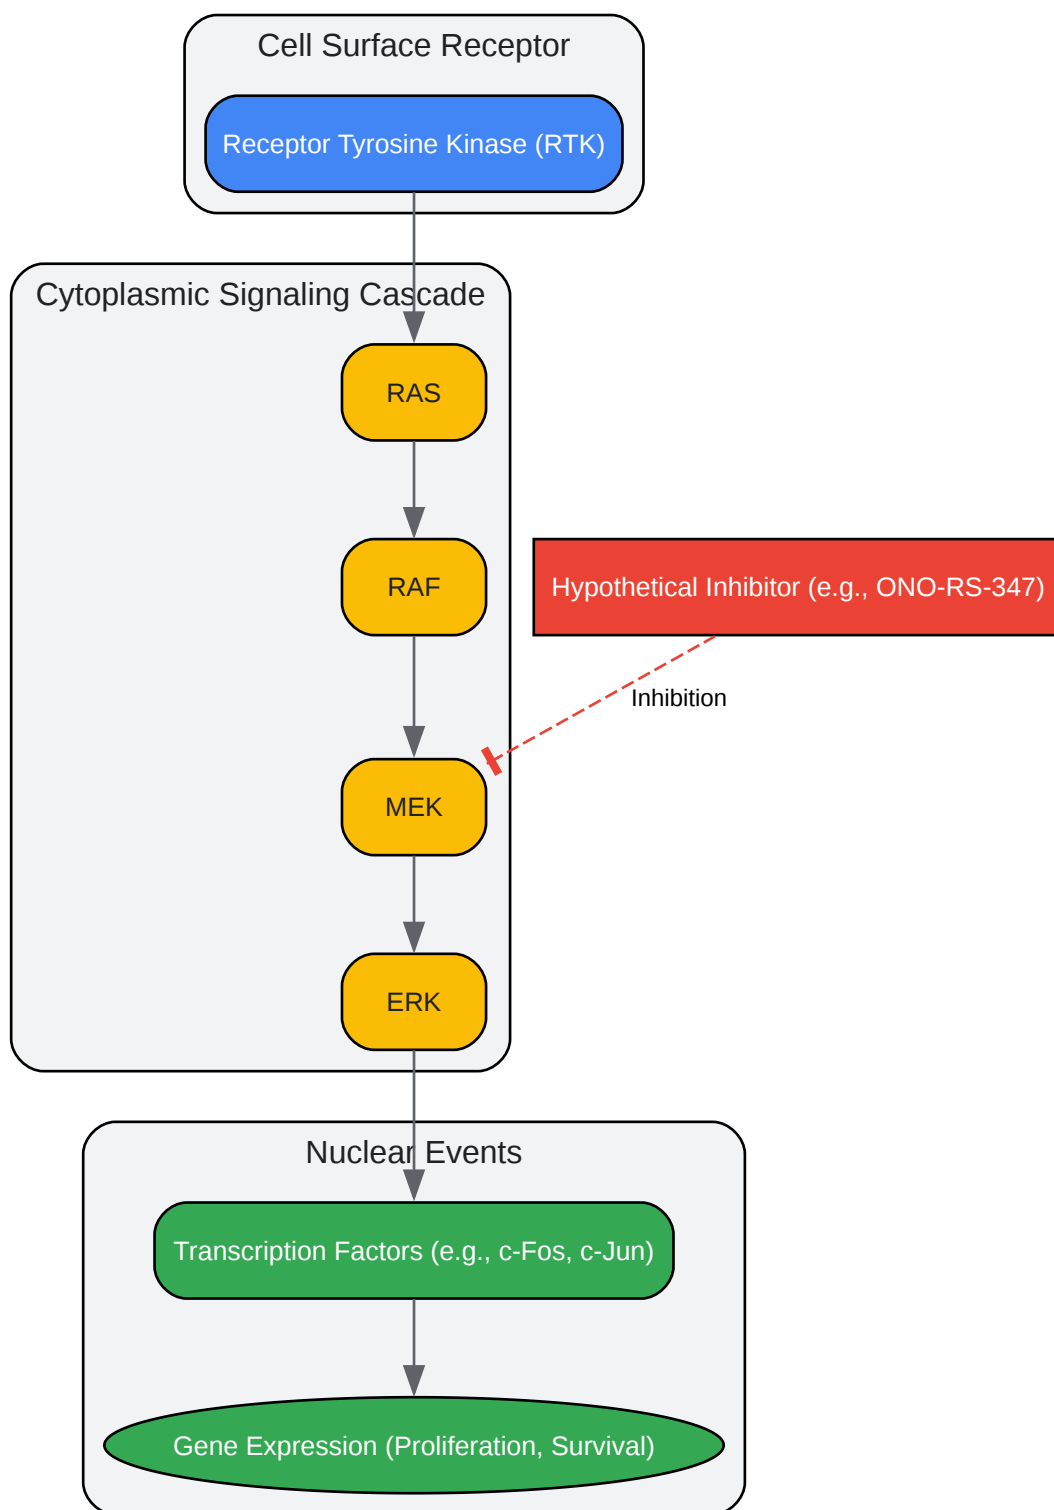 Cell Surface Receptor
Receptor Tyrosine Kinase (RTK)
Cytoplasmic Signaling Cascade
RAS
RAF
Hypothetical Inhibitor (e.g., ONO-RS-347)
Inhibition
MEK
ERK
Nuclear Events
Transcription Factors (e.g., c-Fos, c-Jun)
Gene Expression (Proliferation, Survival)